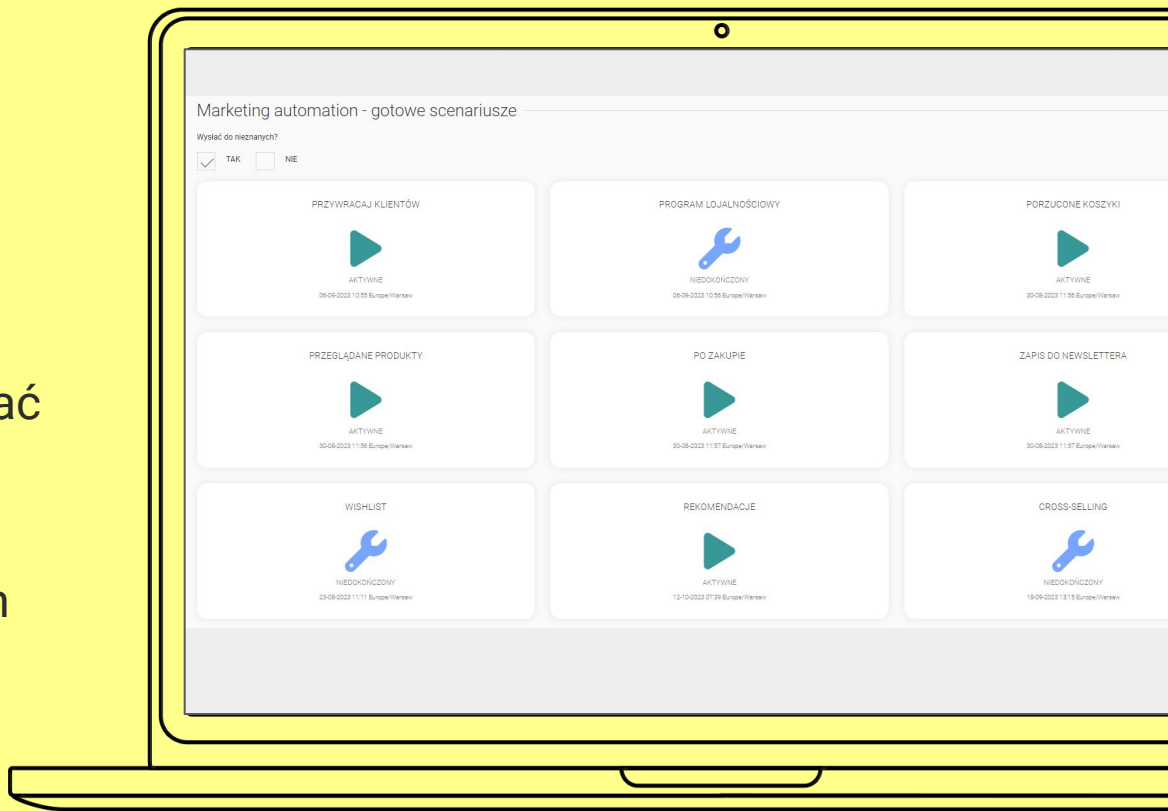 ać
n
Marketing automation - gotowe scenariusze
Wysłać do nieznanych?
TAK NIE
PRZYWRACAJ KLIENTÓW
AKTYWNE
06-09-2023 10:55 Europe/Warsaw
PROGRAM LOJALNOŚCIOWY
NIEDOKOŃCZONY
06-09-2023 10:56 Europe/Warsaw
PORZUCONE KOSZYKI
AKTYWNE
30-08-2023 11:56 Europe/Warsaw
PRZEGLĄDANE PRODUKTY
AKTYWNE
30-08-2023 11:56 Europe/Warsaw
PO ZAKUPIE
AKTYWNE
30-08-2023 11:57 Europe/Warsaw
ZAPIS DO NEWSLETTERA
AKTYWNE
30-08-2023 11:57 Europe/Warsaw
WISHLIST
NIEDOKOŃCZONY
23-08-2023 11:11 Europe/Warsaw
REKOMENDACJE
AKTYWNE
12-10-2023 07:39 Europe/Warsaw
CROSS-SELLING
NIEDOKOŃCZONY
18-09-2023 13:15 Europe/Warsaw